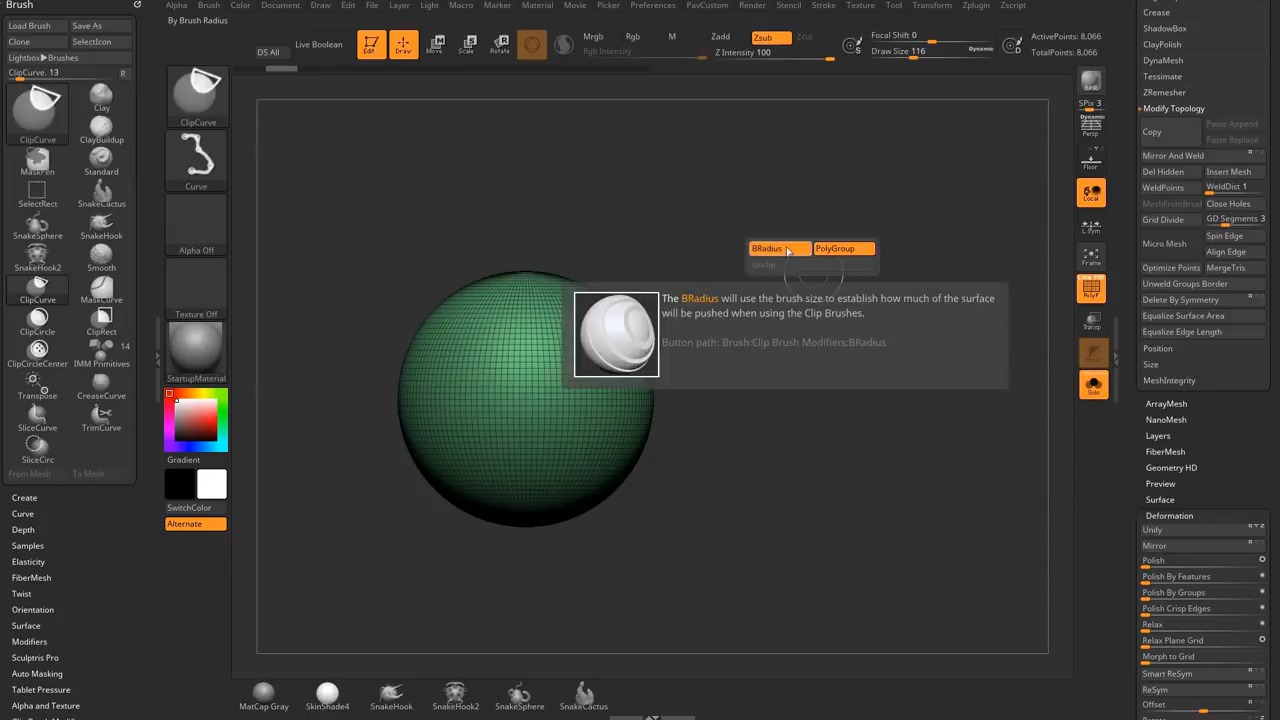 Brush
Alpha Brush Color Document Draw Edit File Layer Light Macro Material Movie Picker Preferences PavCustom Render Stencil Stroke Texture Tool Transform Zplugin Zscript
By Brush Radius
Load Brush Save As
Clone SelectIcon
Lightbox▶Brushes
ClipCurve. 13 R
ClipCurve
Clay
ClayBuildup
MaskPen
Standard
SelectRect
SnakeCactus
SnakeSphere
SnakeHook
SnakeHook2
Smooth
ClipCurve
MaskCurve
ClipCircle
ClipRect
ClipCircleCenter
14
IMM Primitives
Transpose
CreaseCurve
SliceCurve
TrimCurve
SliceCirc
From Mesh To Mesh
Create
Curve
Depth
Samples
Elasticity
FiberMesh
Twist
Orientation
Surface
Modifiers
Sculptris Pro
Auto Masking
Tablet Pressure
Alpha and Texture
DS All
Live Boolean
Edit
Draw
Move
Scale
Rotate
Mrgb Rgb M
Rgb Intensity
Zadd Zsub Zcut
Z Intensity 100
S
Focal Shift 0
Draw Size 116
Dynamic
D
ActivePoints: 8,066
TotalPoints: 8,066
ClipCurve
Curve
Alpha Off
Texture Off
StartupMaterial
Gradient
SwitchColor
Alternate
BRadius PolyGroup
Unclip
The BRadius will use the brush size to establish how much of the surface
will be pushed when using the Clip Brushes.
Button path: Brush:Clip Brush Modifiers:BRadius
MatCap Gray
SkinShade4
SnakeHook
SnakeHook2
SnakeSphere
SnakeCactus
BPR
SPix 3
Dynamic
Persp
Floor
Local
L.Sym
Frame
Line Fill
PolyF
Transp
Solo
Crease
ShadowBox
ClayPolish
DynaMesh
Tessimate
ZRemesher
Modify Topology
Copy
Paste Append
Paste Replace
Mirror And Weld
Del Hidden Insert Mesh
WeldPoints WeldDist 1
MeshFromBrush Close Holes
Grid Divide GD Segments 3
Micro Mesh
Spin Edge
Align Edge
Optimize Points MergeTris
Unweld Groups Border
Delete By Symmetry
Equalize Surface Area
Equalize Edge Length
Position
Size
MeshIntegrity
ArrayMesh
NanoMesh
Layers
FiberMesh
Geometry HD
Preview
Surface
Deformation
Unify
Mirror
Polish
Polish By Features
Polish By Groups
Polish Crisp Edges
Relax
Relax Plane Grid
Morph to Grid
Smart ReSym
ReSym
Offset